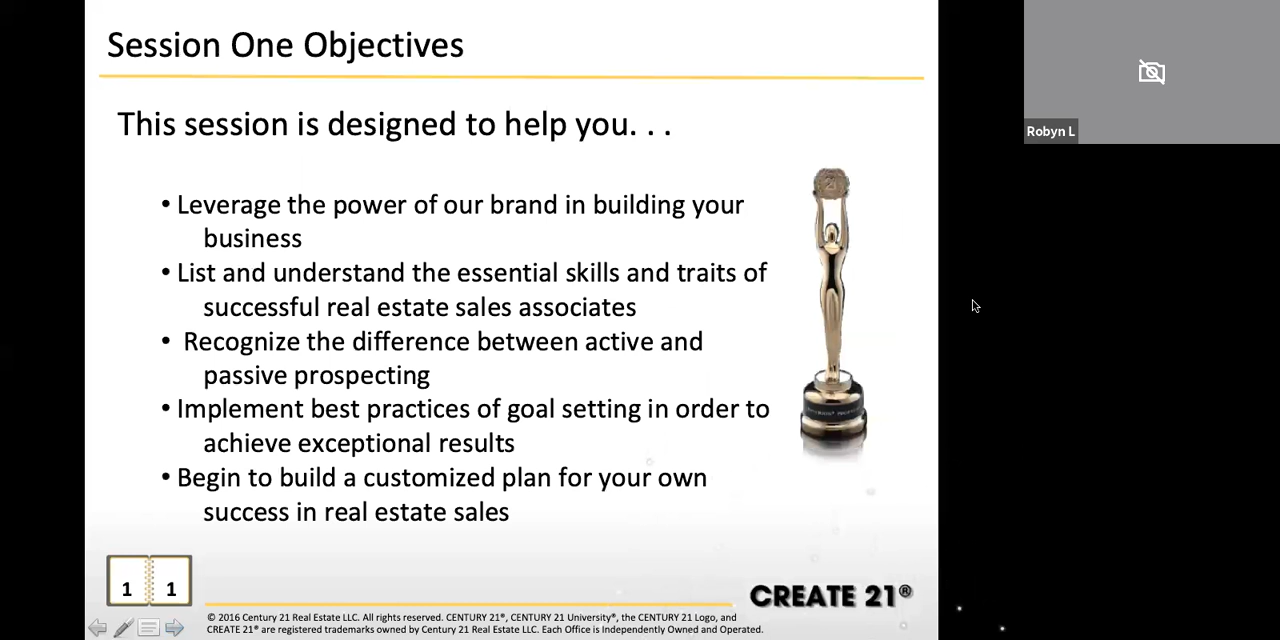 Session One Objectives
This session is designed to help you. . .
• Leverage the power of our brand in building your
business
• List and understand the essential skills and traits of
successful real estate sales associates
• Recognize the difference between active and
passive prospecting
• Implement best practices of goal setting in order to
achieve exceptional results
• Begin to build a customized plan for your own
success in real estate sales
1 1
CREATE 21®
© 2016 Century 21 Real Estate LLC. All rights reserved. CENTURY 21®, CENTURY 21 University®, the CENTURY 21 Logo, and
CREATE 21® are registered trademarks owned by Century 21 Real Estate LLC. Each Office is Independently Owned and Operated.
Robyn L